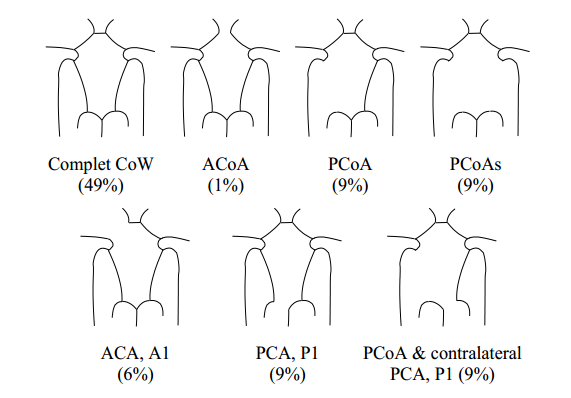 Complet CoW
(49%)
ACoA
(1%)
PCoA
(9%)
PCoAs
(9%)
ACA, A1
(6%)
PCA, P1
(9%)
PCoA & contralateral
PCA, P1 (9%)